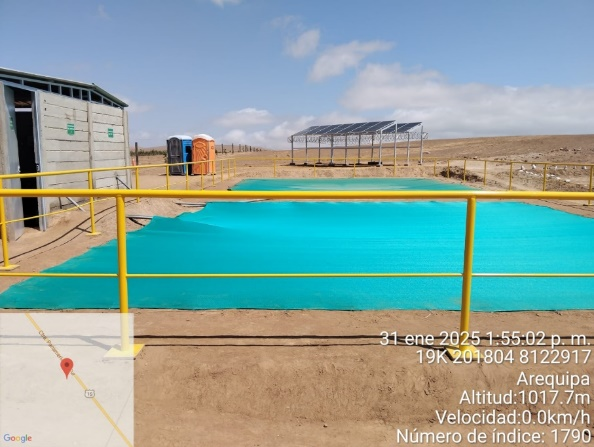 31 ene 2025 1:55:02 p. m.
19K 201804 8122917
Arequipa
Altitud:1017.7m
Velocidad:0.0km/h
Número de índice: 1790
Google